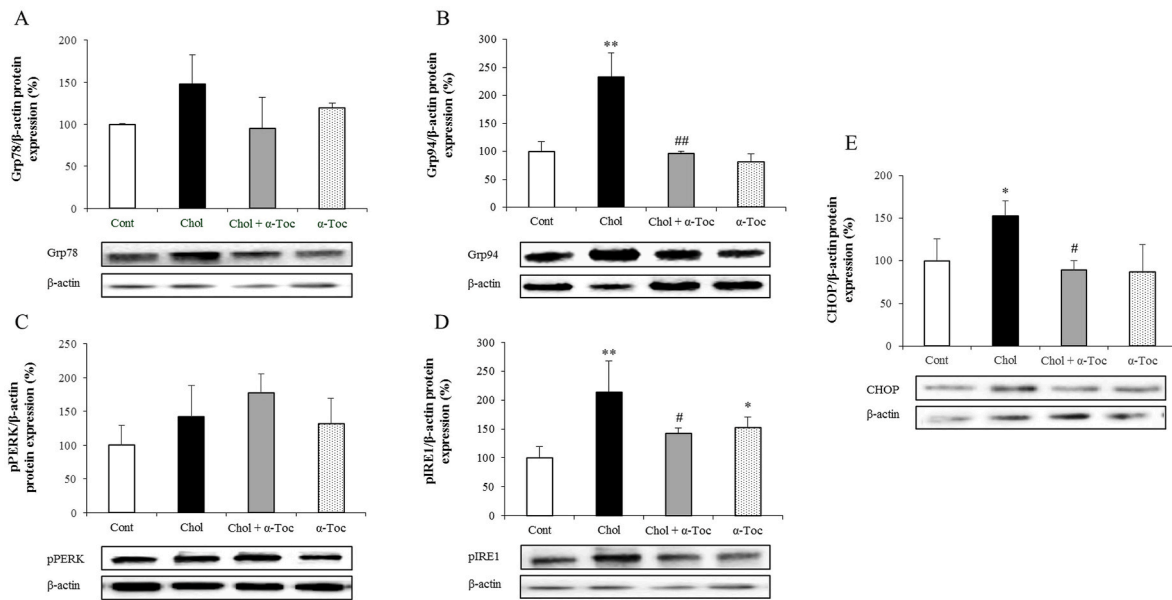 A
Grp78/β-actin protein
expression (%)
200
150
100
50
0
Cont Chol Chol + α-Toc α-Toc
Grp78
β-actin
B
Grp94/β-actin protein
expression (%)
300
250
200
150
100
50
0
**
##
Cont Chol Chol + α-Toc α-Toc
Grp94
β-actin
C
pPERK/β-actin
protein expression (%)
250
200
150
100
50
0
Cont Chol Chol + α-Toc α-Toc
pPERK
β-actin
D
pIRE1/β-actin protein
expression (%)
300
250
200
150
100
50
0
**
#
*
Cont Chol Chol + α-Toc α-Toc
pIRE1
β-actin
E
CHOP/β-actin protein
expression (%)
200
150
100
50
0
*
#
Cont Chol Chol + α-Toc α-Toc
CHOP
β-actin